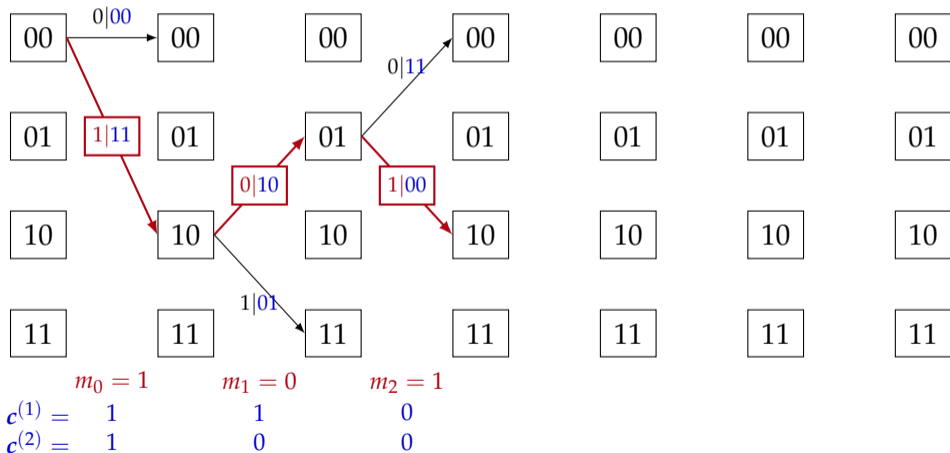 0|00
00 00 00 00 00 00 00
0|11
1|11
01 01 01 01 01 01 01
0|10 1|00
10 10 10 10 10 10 10
1|01
11 11 11 11 11 11 11
m₀ = 1 m₁ = 0 m₂ = 1
c⁽¹⁾ = 1 1 0
c⁽²⁾ = 1 0 0